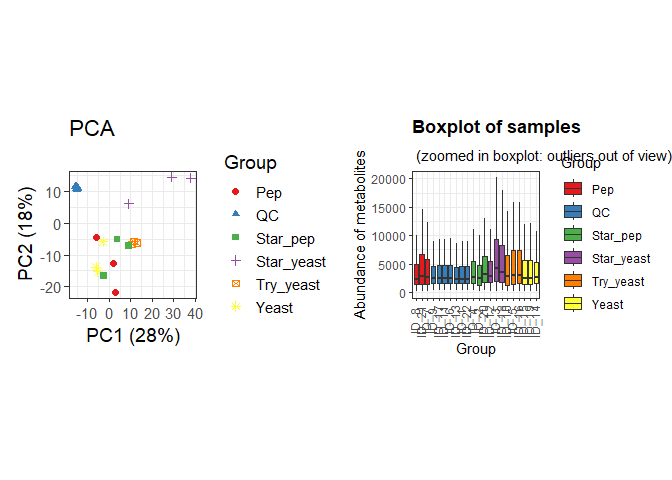 PCA
Group
Pep
QC
Star_pep
Star_yeast
Try_yeast
Yeast
PC2 (18%)
10
0
-10
-20
-10 0 10 20 30 40
PC1 (28%)
Boxplot of samples
(zoomed in boxplot: outliers out of view)
Group
Pep
QC
Star_pep
Star_yeast
Try_yeast
Yeast
Abundance of metabolites
20000
15000
10000
5000
0
Group